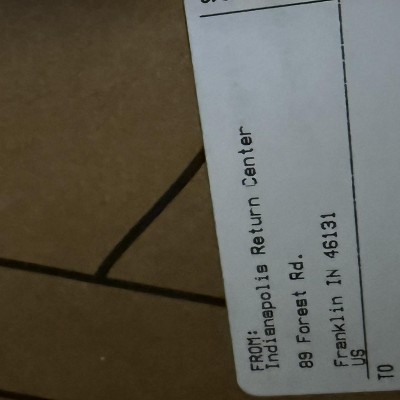 FROM:
Indianapolis Return Center
89 Forest Rd.
Franklin IN 46131
US
TO